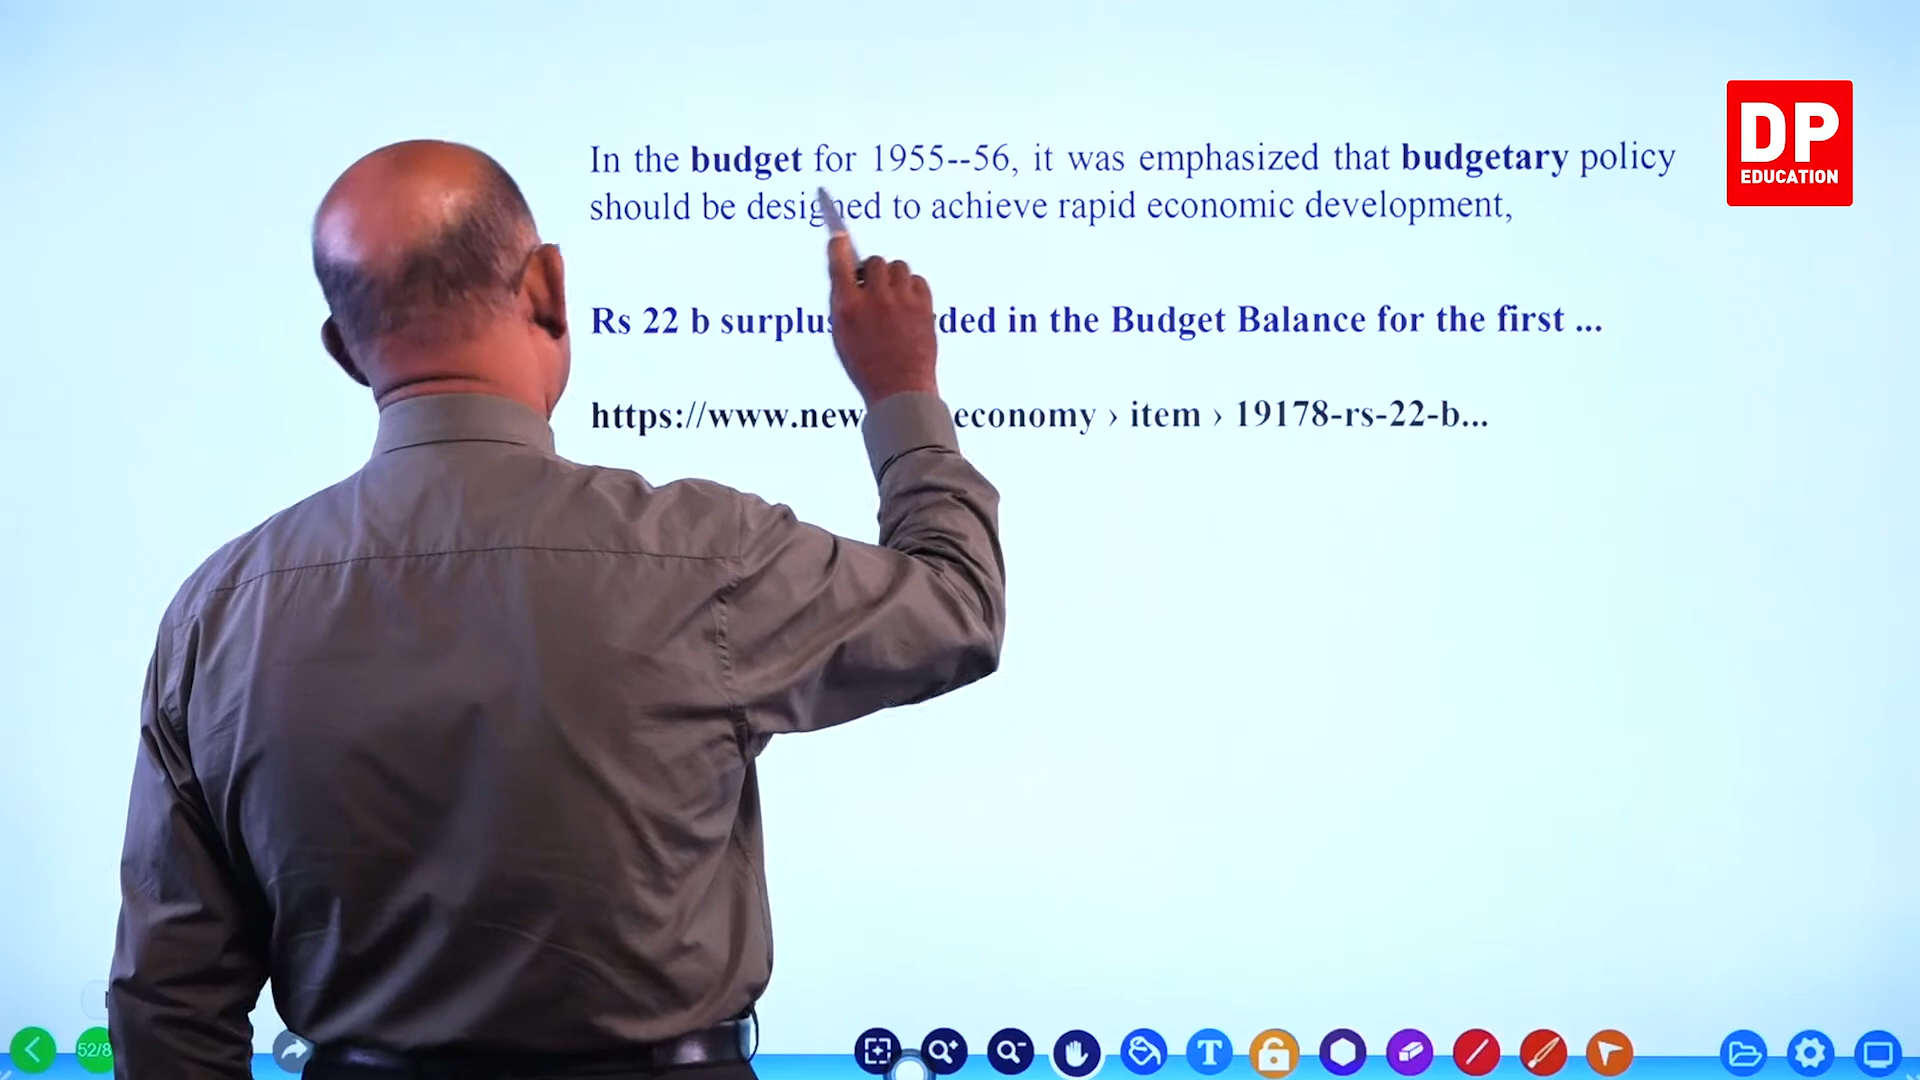 In the budget for 1955--56, it was emphasized that budgetary policy
should be designed to achieve rapid economic development,
Rs 22 b surplus in the Budget Balance for the first ...
https://www.new economy › item › 19178-rs-22-b...
DP
EDUCATION
52/8
T